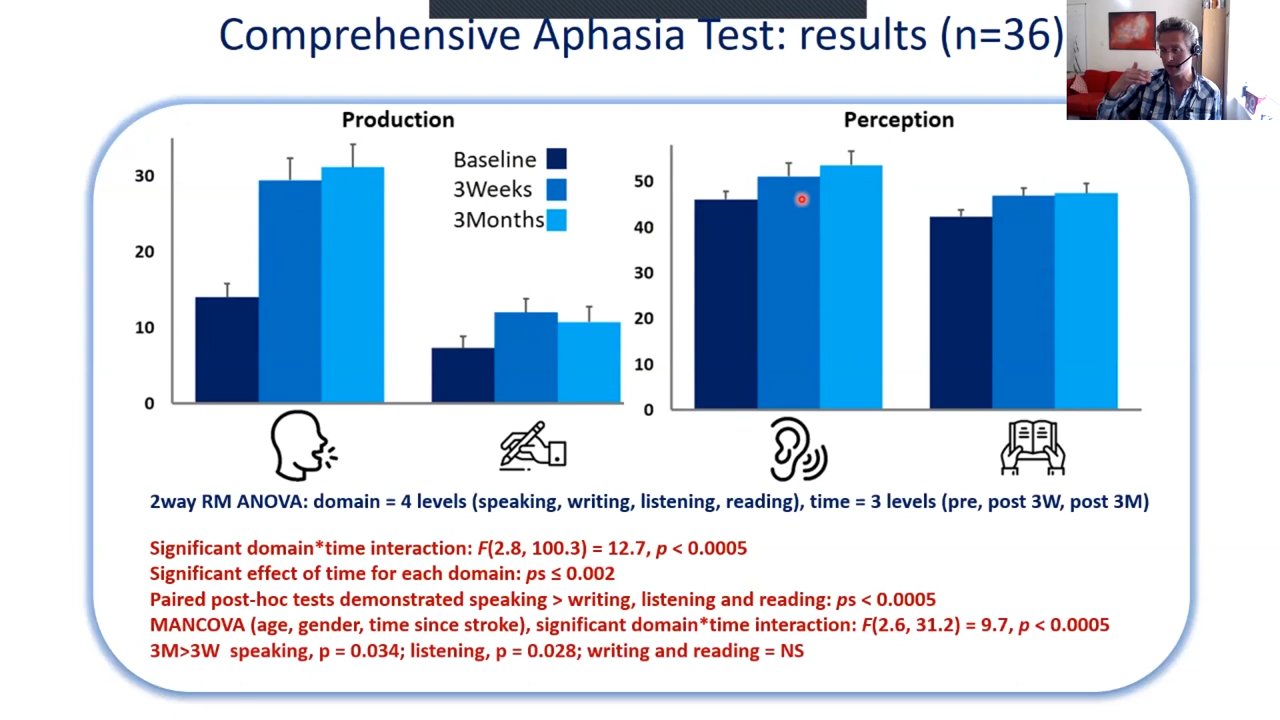 Comprehensive Aphasia Test: results (n=36)
Production
Perception
Baseline
3Weeks
3Months
30
20
10
0
50
40
30
20
10
0
2way RM ANOVA: domain = 4 levels (speaking, writing, listening, reading), time = 3 levels (pre, post 3W, post 3M)
Significant domain*time interaction: F(2.8, 100.3) = 12.7, p < 0.0005
Significant effect of time for each domain: ps ≤ 0.002
Paired post-hoc tests demonstrated speaking > writing, listening and reading: ps < 0.0005
MANCOVA (age, gender, time since stroke), significant domain*time interaction: F(2.6, 31.2) = 9.7, p < 0.0005
3M>3W  speaking, p = 0.034; listening, p = 0.028; writing and reading = NS